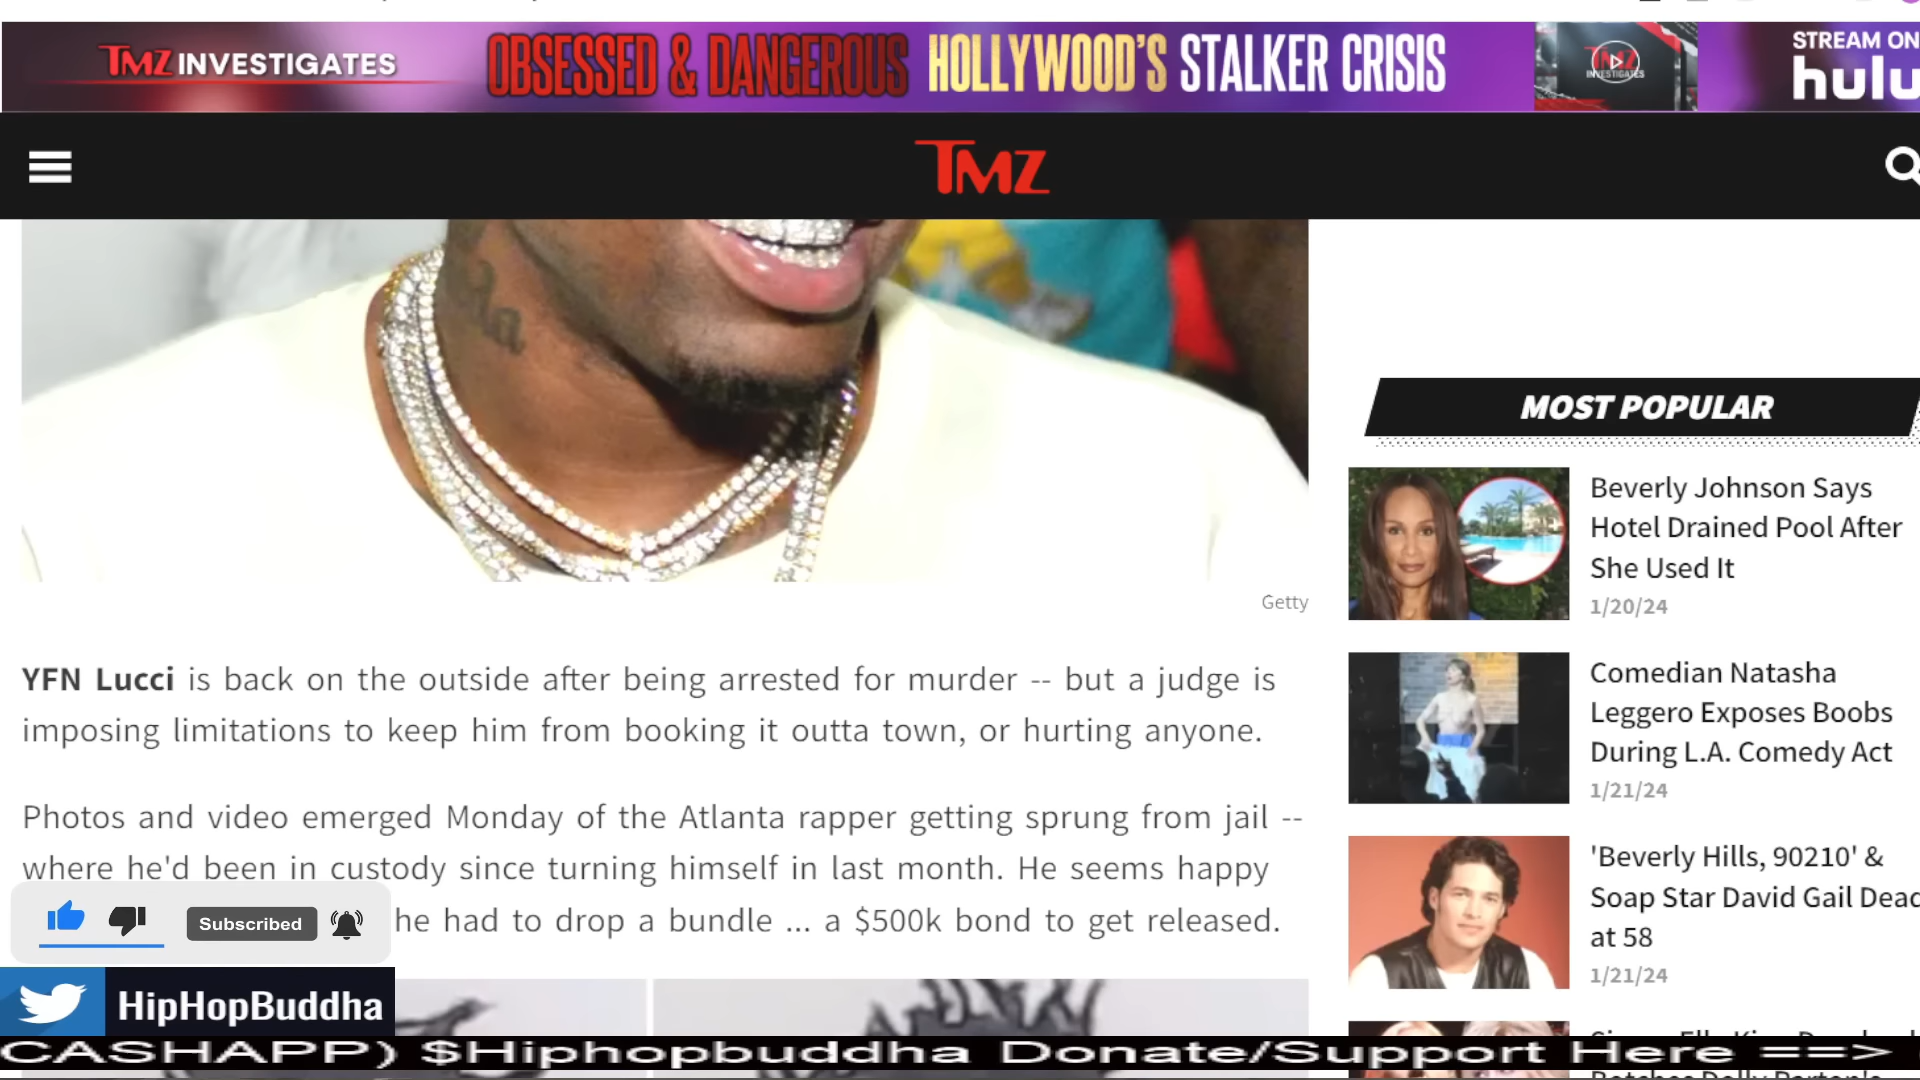 TMZ INVESTIGATES
OBSESSED & DANGEROUS HOLLYWOOD'S STALKER CRISIS
TMZ
INVESTIGATES
STREAM ON
hulu
TMZ
Getty
YFN Lucci is back on the outside after being arrested for murder -- but a judge is
imposing limitations to keep him from booking it outta town, or hurting anyone.
Photos and video emerged Monday of the Atlanta rapper getting sprung from jail --
where he'd been in custody since turning himself in last month. He seems happy
he had to drop a bundle ... a $500k bond to get released.
MOST POPULAR
Beverly Johnson Says
Hotel Drained Pool After
She Used It
1/20/24
Comedian Natasha
Leggero Exposes Boobs
During L.A. Comedy Act
1/21/24
'Beverly Hills, 90210' &
Soap Star David Gail Dead
at 58
1/21/24
Subscribed
HipHopBuddha
CASHAPP) $Hiphopbuddha Donate/Support Here ==>